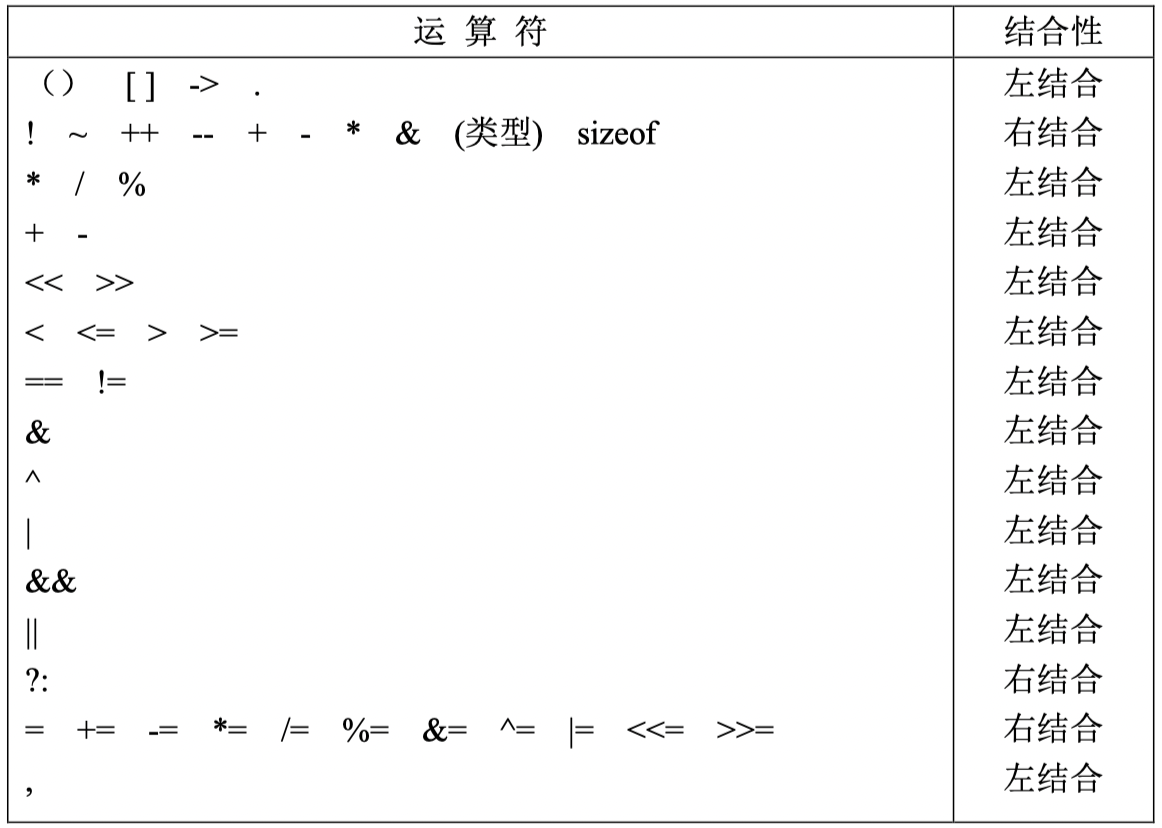 运 算 符 结合性
（） [ ] -> . 左结合
! ~ ++ -- + - * & (类型) sizeof 右结合
* / % 左结合
+ - 左结合
<< >> 左结合
< <= > >= 左结合
== != 左结合
& 左结合
^ 左结合
| 左结合
&& 左结合
|| 左结合
?: 右结合
= += -= *= /= %= &= ^= |= <<= >>= 右结合
, 左结合